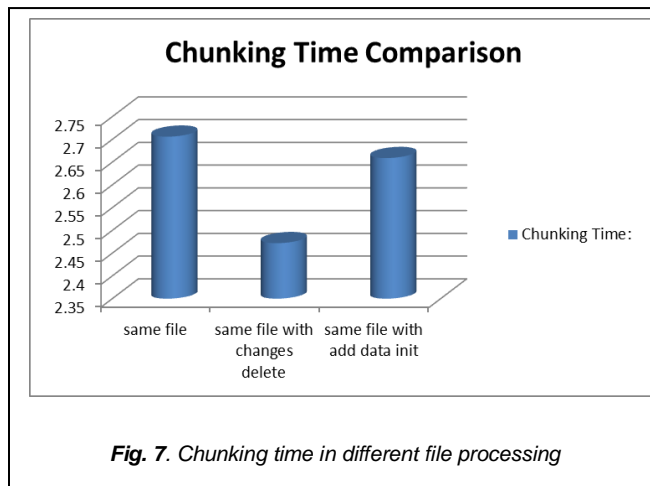 Chunking Time Comparison
2.75
2.7
2.65
2.6
2.55
2.5
2.45
2.4
2.35
same file
same file with
changes
delete
same file with
add data init
Chunking Time:
Fig. 7. Chunking time in different file processing